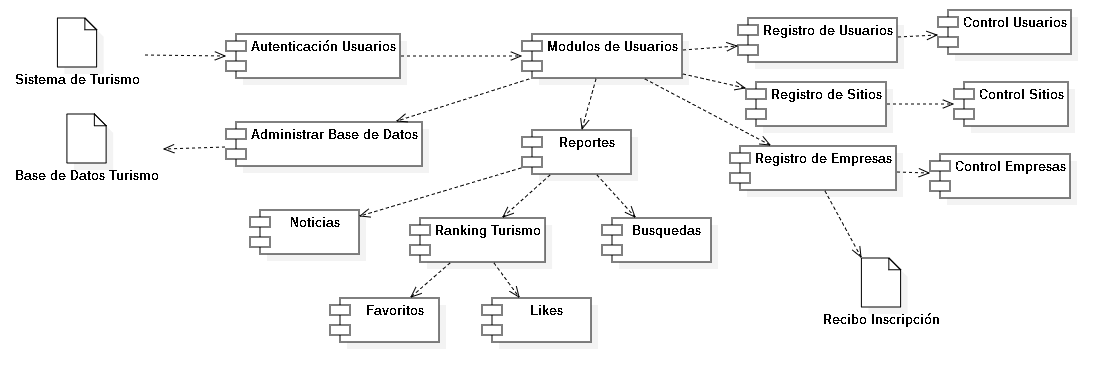 Sistema de Turismo
Autenticación Usuarios
Modulos de Usuarios
Registro de Usuarios
Control Usuarios
Registro de Sitios
Control Sitios
Base de Datos Turismo
Administrar Base de Datos
Reportes
Registro de Empresas
Control Empresas
Noticias
Ranking Turismo
Busquedas
Favoritos
Likes
Recibo Inscripción